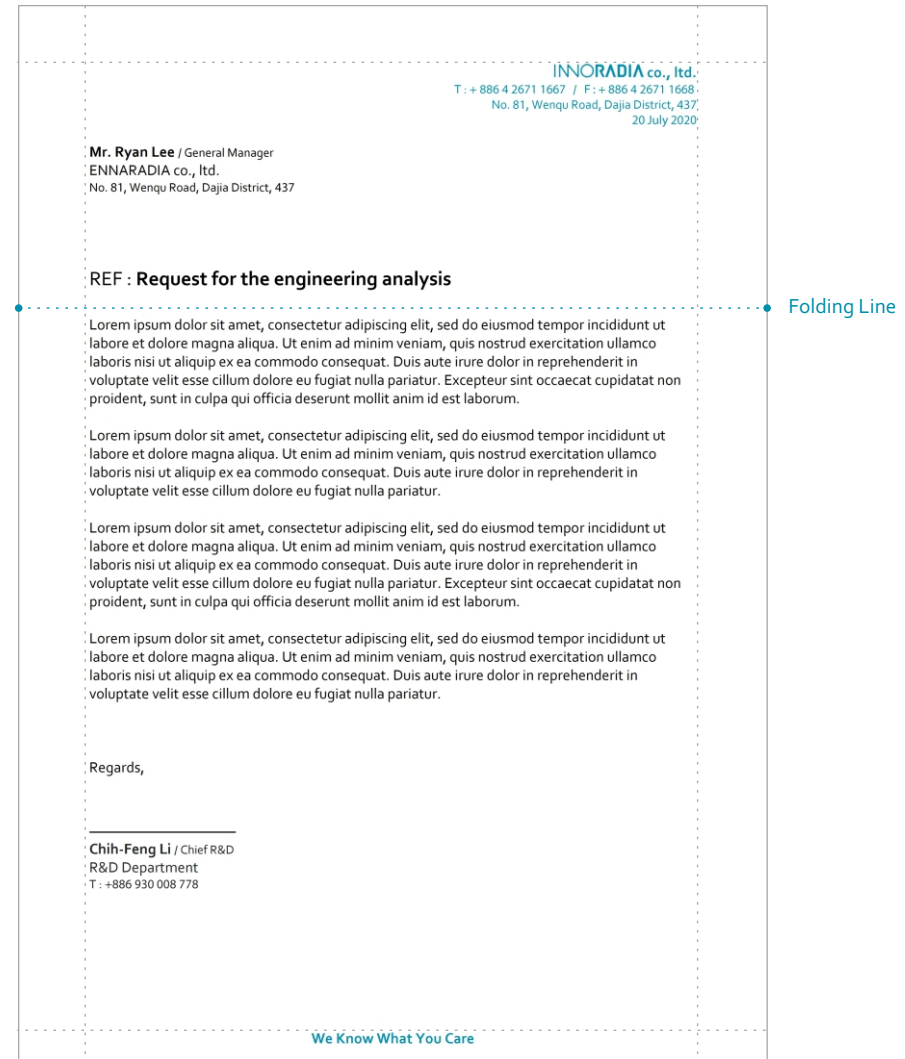 INNORADIA co., ltd.
T : + 886 4 2671 1667 / F : + 886 4 2671 1668
No. 81, Wenqu Road, Dajia District, 437
20 July 2020
Mr. Ryan Lee / General Manager
ENNARADIA co., ltd.
No. 81, Wenqu Road, Dajia District, 437
REF : Request for the engineering analysis
Folding Line
Lorem ipsum dolor sit amet, consectetur adipiscing elit, sed do eiusmod tempor incididunt ut
labore et dolore magna aliqua. Ut enim ad minim veniam, quis nostrud exercitation ullamco
laboris nisi ut aliquip ex ea commodo consequat. Duis aute irure dolor in reprehenderit in
voluptate velit esse cillum dolore eu fugiat nulla pariatur. Excepteur sint occaecat cupidatat non
proident, sunt in culpa qui officia deserunt mollit anim id est laborum.
Lorem ipsum dolor sit amet, consectetur adipiscing elit, sed do eiusmod tempor incididunt ut
labore et dolore magna aliqua. Ut enim ad minim veniam, quis nostrud exercitation ullamco
laboris nisi ut aliquip ex ea commodo consequat. Duis aute irure dolor in reprehenderit in
voluptate velit esse cillum dolore eu fugiat nulla pariatur.
Lorem ipsum dolor sit amet, consectetur adipiscing elit, sed do eiusmod tempor incididunt ut
labore et dolore magna aliqua. Ut enim ad minim veniam, quis nostrud exercitation ullamco
laboris nisi ut aliquip ex ea commodo consequat. Duis aute irure dolor in reprehenderit in
voluptate velit esse cillum dolore eu fugiat nulla pariatur. Excepteur sint occaecat cupidatat non
proident, sunt in culpa qui officia deserunt mollit anim id est laborum.
Lorem ipsum dolor sit amet, consectetur adipiscing elit, sed do eiusmod tempor incididunt ut
labore et dolore magna aliqua. Ut enim ad minim veniam, quis nostrud exercitation ullamco
laboris nisi ut aliquip ex ea commodo consequat. Duis aute irure dolor in reprehenderit in
voluptate velit esse cillum dolore eu fugiat nulla pariatur.
Regards,
Chih-Feng Li / Chief R&D
R&D Department
T : +886 930 008 778
We Know What You Care